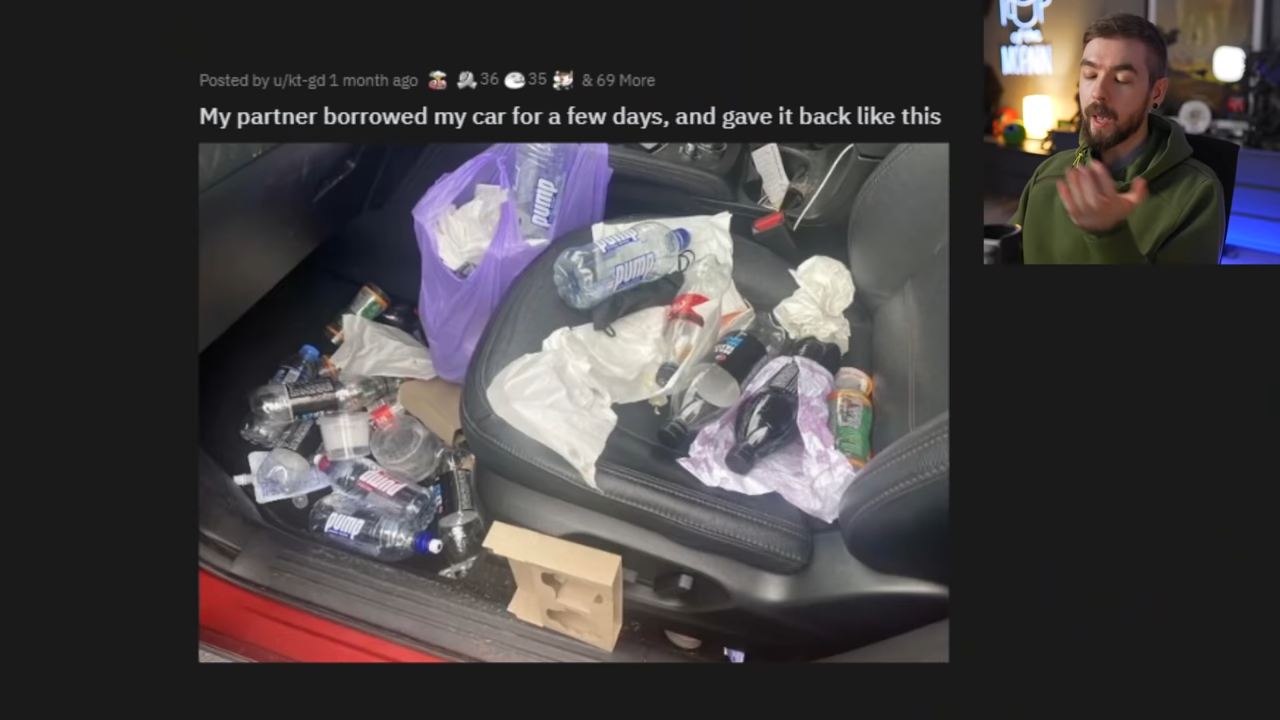 Posted by u/kt-gd 1 month ago 36 35 & 69 More
My partner borrowed my car for a few days, and gave it back like this
pump
pump
pump
pump